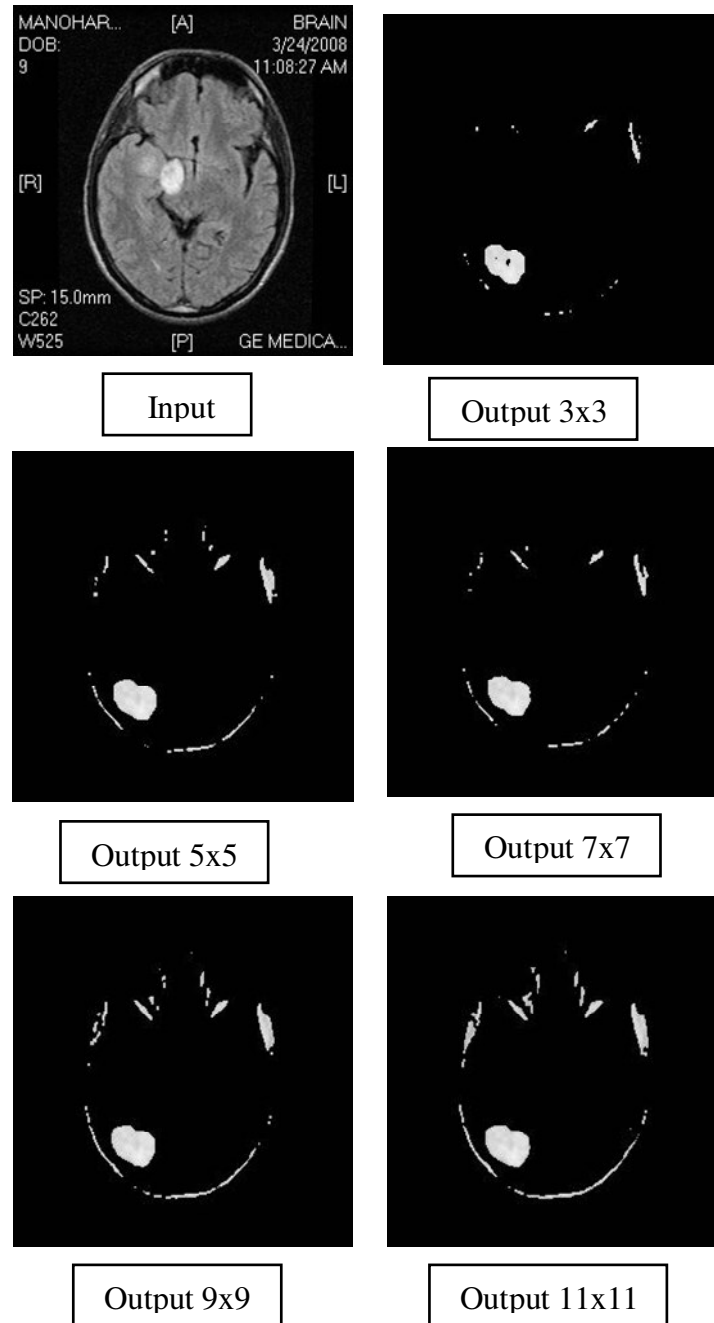 MANOHAR... [A] BRAIN
DOB: 3/24/2008
9 11:08:27 AM
[R] [L]
SP: 15.0mm
C262
W525 [P] GE MEDICA...
Input
Output 3x3
Output 5x5
Output 7x7
Output 9x9
Output 11x11